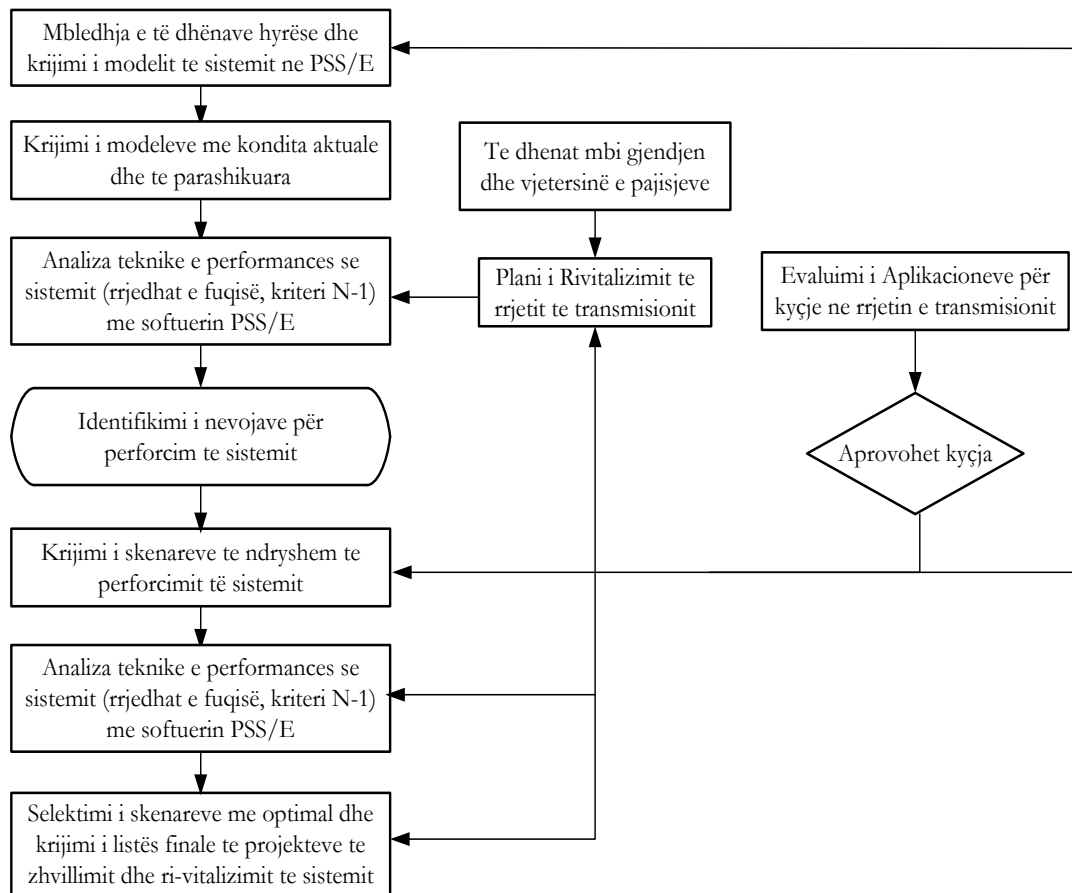 Mbledhja e të dhënave hyrëse dhe
krijimi i modelit te sistemit ne PSS/E
Krijimi i modeleve me kondita aktuale
dhe te parashikuara
Te dhenat mbi gjendjen
dhe vjetersinë e pajisjeve
Analiza teknike e performances se
sistemit (rrjedhat e fuqisë, kriteri N-1)
me softuerin PSS/E
Plani i Rivitalizimit te
rrjetit te transmisionit
Evaluimi i Aplikacioneve për
kyçje ne rrjetin e transmisionit
Identifikimi i nevojave për
perforcim te sistemit
Aprovohet kyçja
Krijimi i skenareve te ndryshem te
perforcimit të sistemit
Analiza teknike e performances se
sistemit (rrjedhat e fuqisë, kriteri N-1)
me softuerin PSS/E
Selektimi i skenareve me optimal dhe
krijimi i listës finale te projekteve te
zhvillimit dhe ri-vitalizimit te sistemit